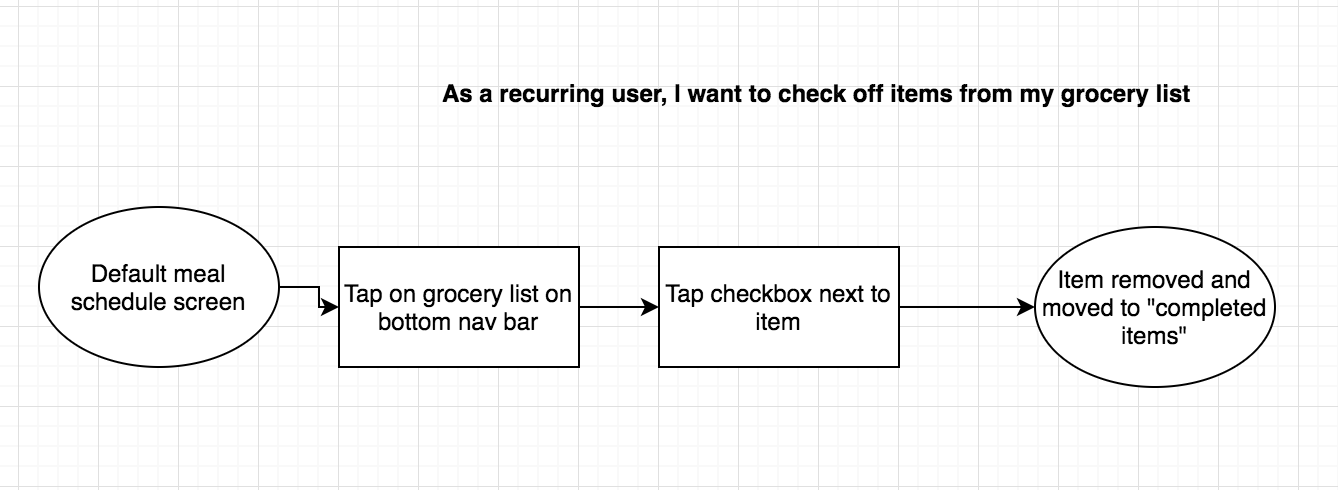 As a recurring user, I want to check off items from my grocery list
Default meal
schedule screen
Tap on grocery list on
bottom nav bar
Tap checkbox next to
item
Item removed and
moved to "completed
items"